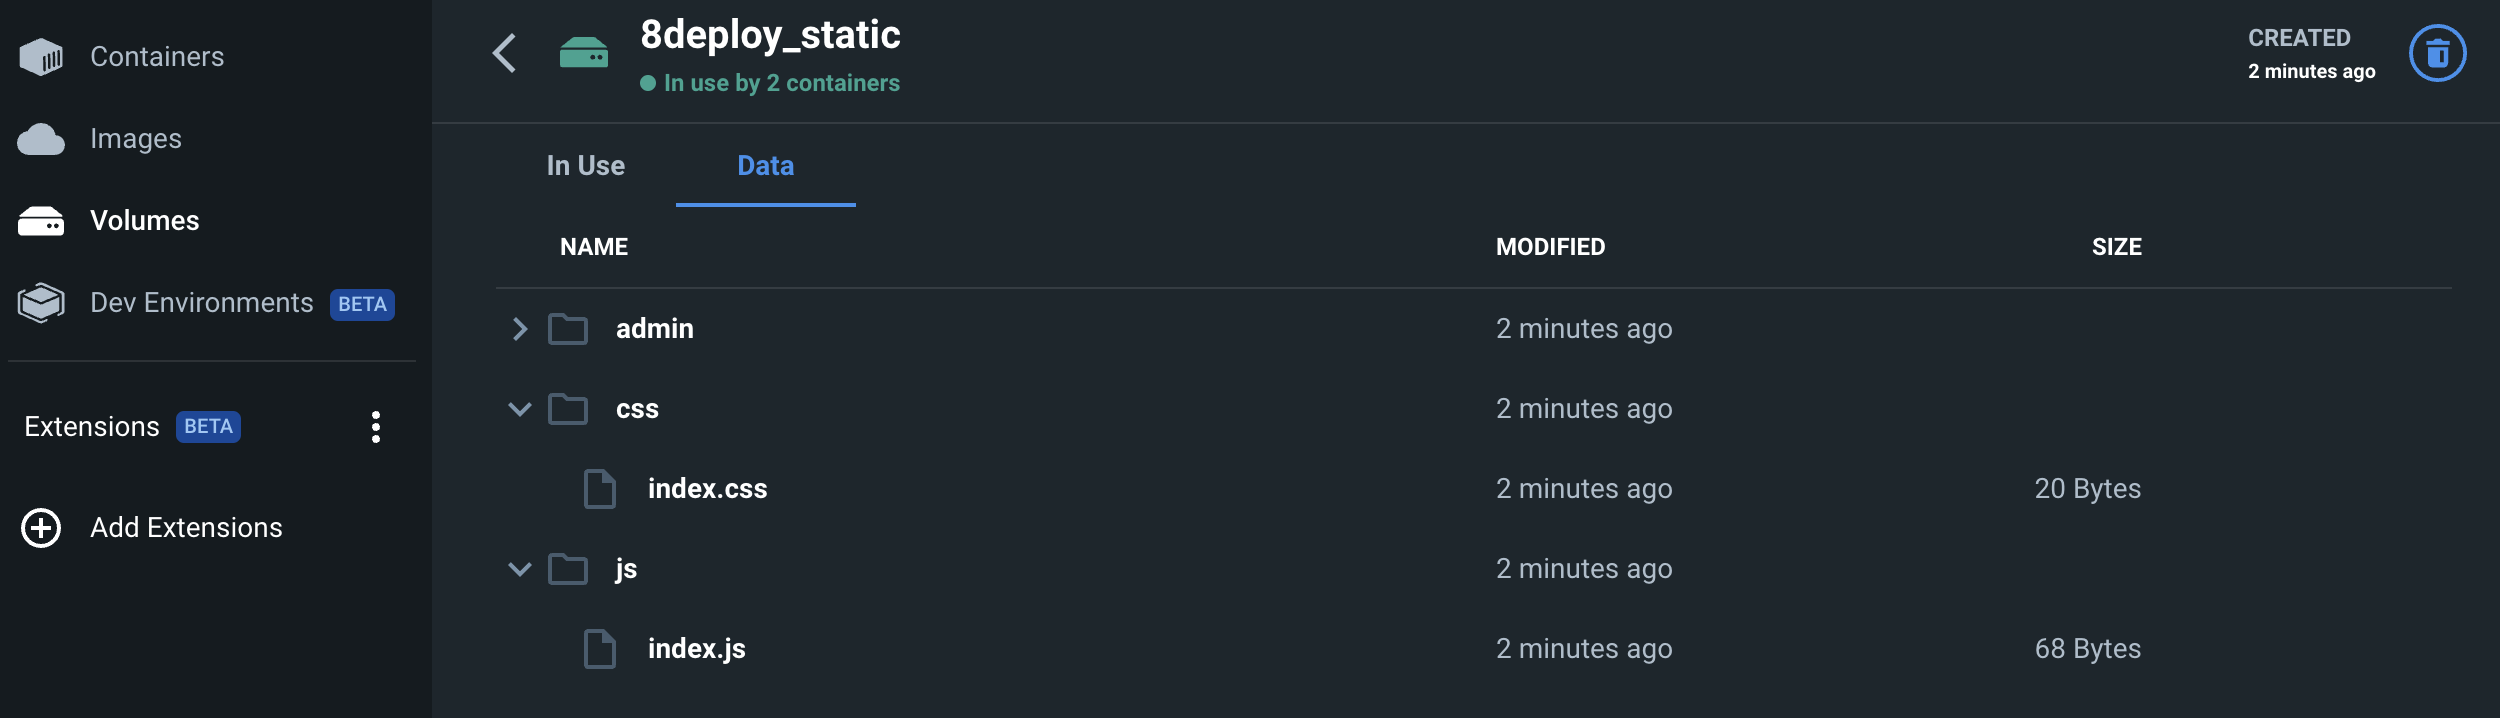 Containers
Images
Volumes
Dev Environments BETA
Extensions BETA
Add Extensions
8deploy_static
In use by 2 containers
CREATED
2 minutes ago
In Use Data
NAME MODIFIED SIZE
admin 2 minutes ago
css 2 minutes ago
index.css 2 minutes ago 20 Bytes
js 2 minutes ago
index.js 2 minutes ago 68 Bytes